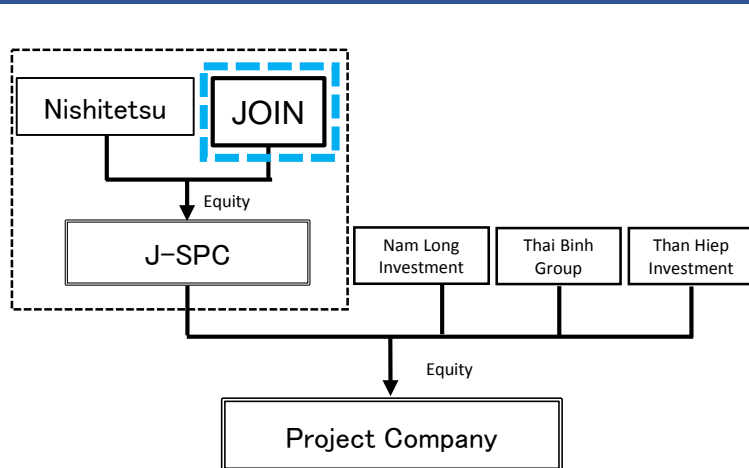 Nishitetsu
JOIN
Equity
J-SPC
Nam Long
Investment
Thai Binh
Group
Than Hiep
Investment
Equity
Project Company